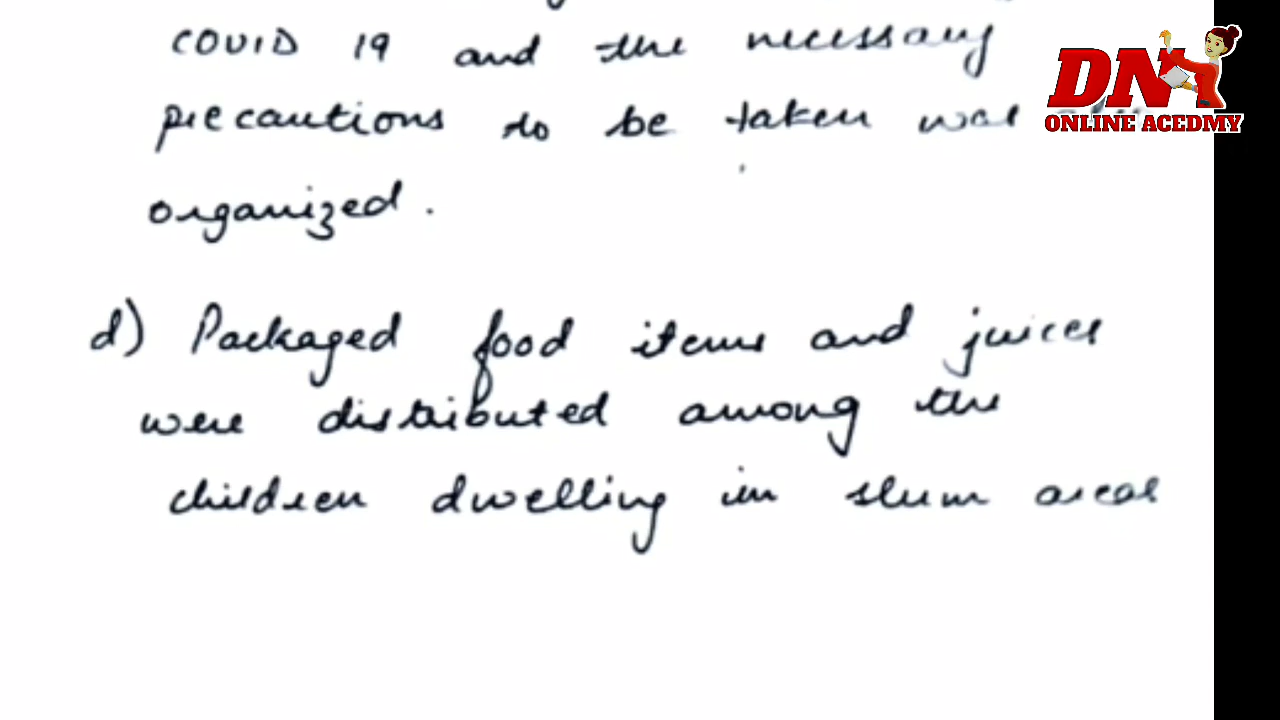 COVID 19 and the necessary
precautions to be taken was
organized.
d) Packaged food items and juices
were distributed among the
children dwelling in slum areas
DNA
ONLINE ACEDMY